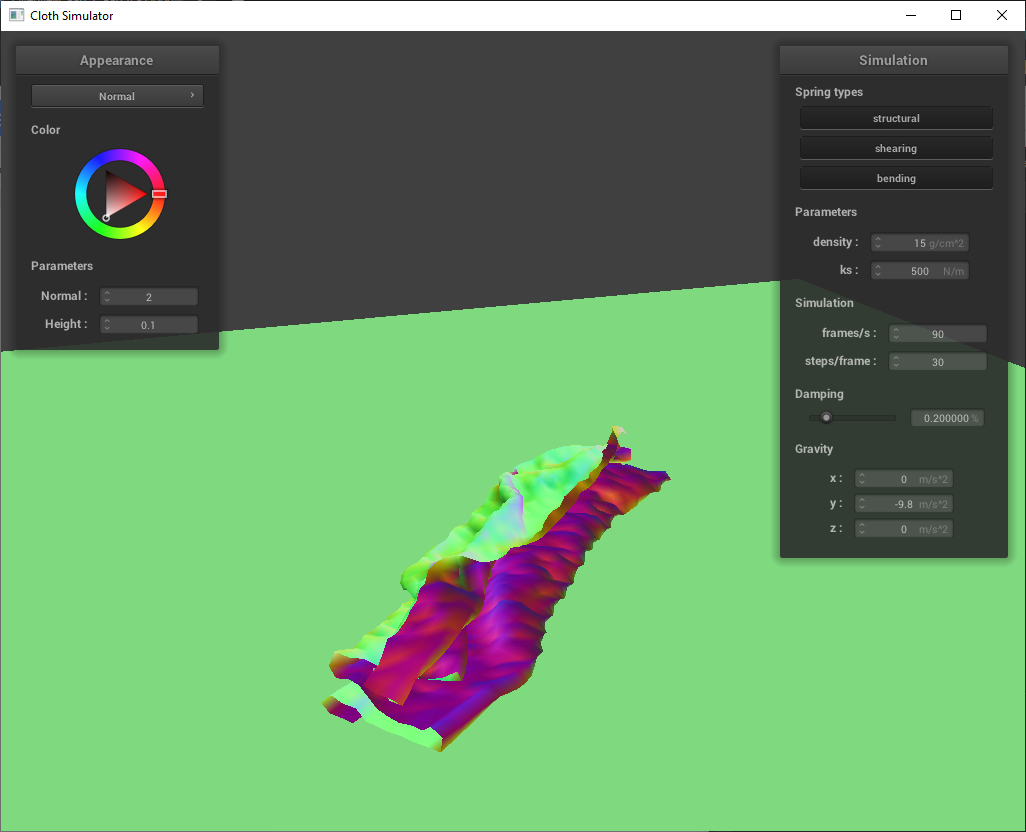 Cloth Simulator
Appearance
Normal
Color
Parameters
Normal : 2
Height : 0.1
Simulation
Spring types
structural
shearing
bending
Parameters
density : 15 g/cm^2
ks : 500 N/m
Simulation
frames/s : 90
steps/frame : 30
Damping
0.200000 %
Gravity
x : 0 m/s^2
y : -9.8 m/s^2
z : 0 m/s^2